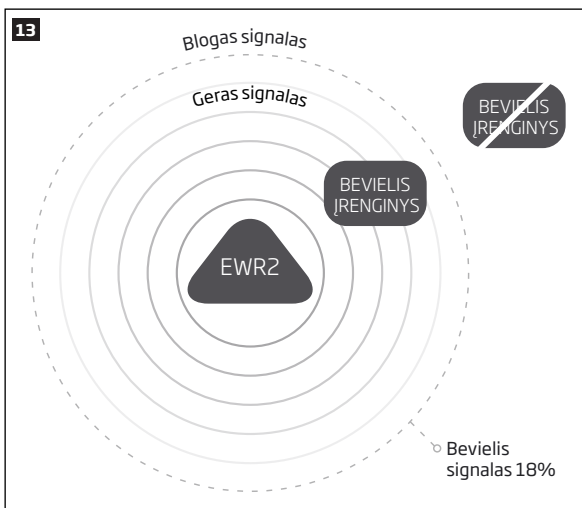 13
Blogas signalas
Geras signalas
BEVIELIS
ĮRENGINYS
BEVIELIS
ĮRENGINYS
EWR2
Bevielis
signalas 18%